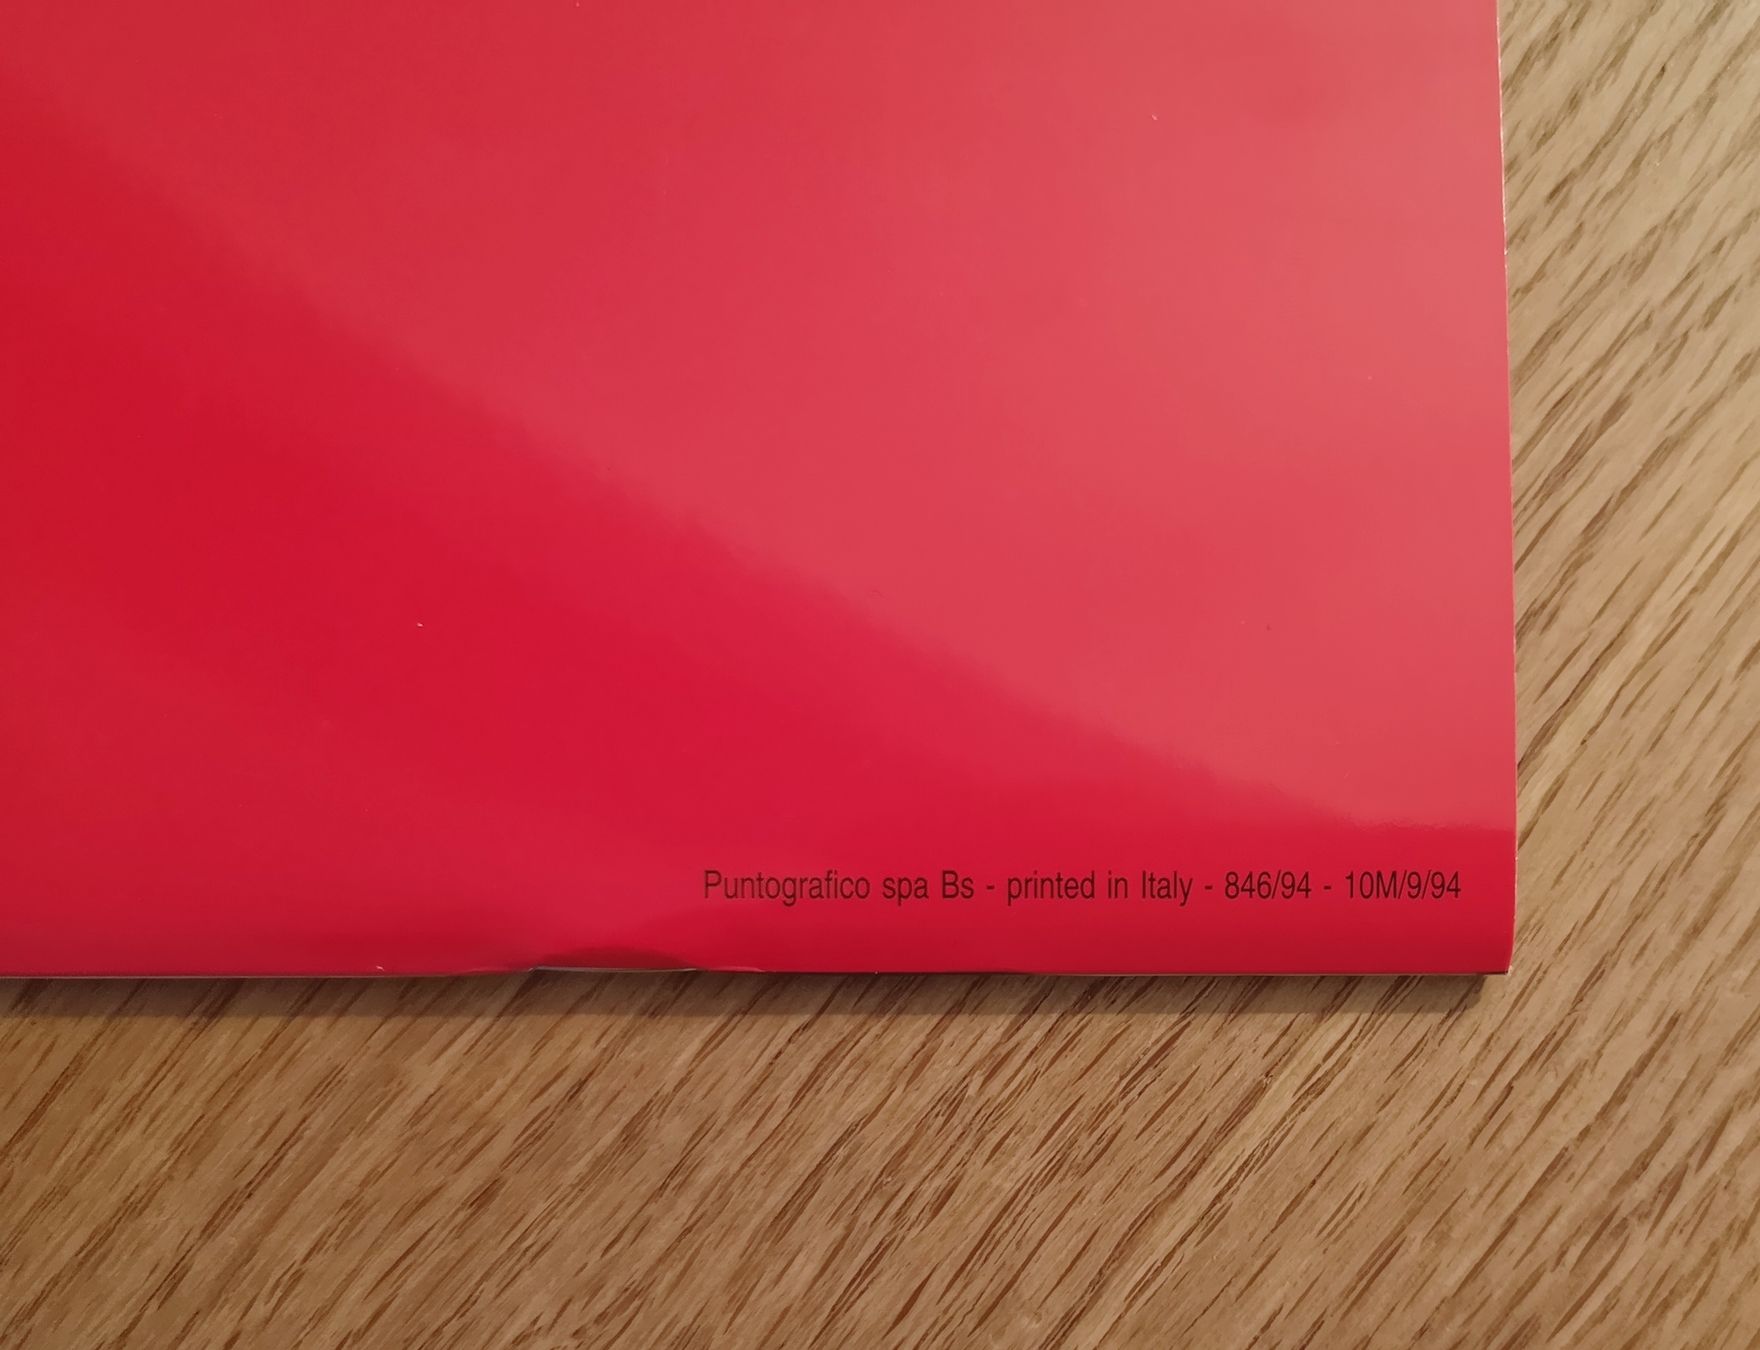 Puntografico spa Bs - printed in Italy - 846/94 - 10M/9/94